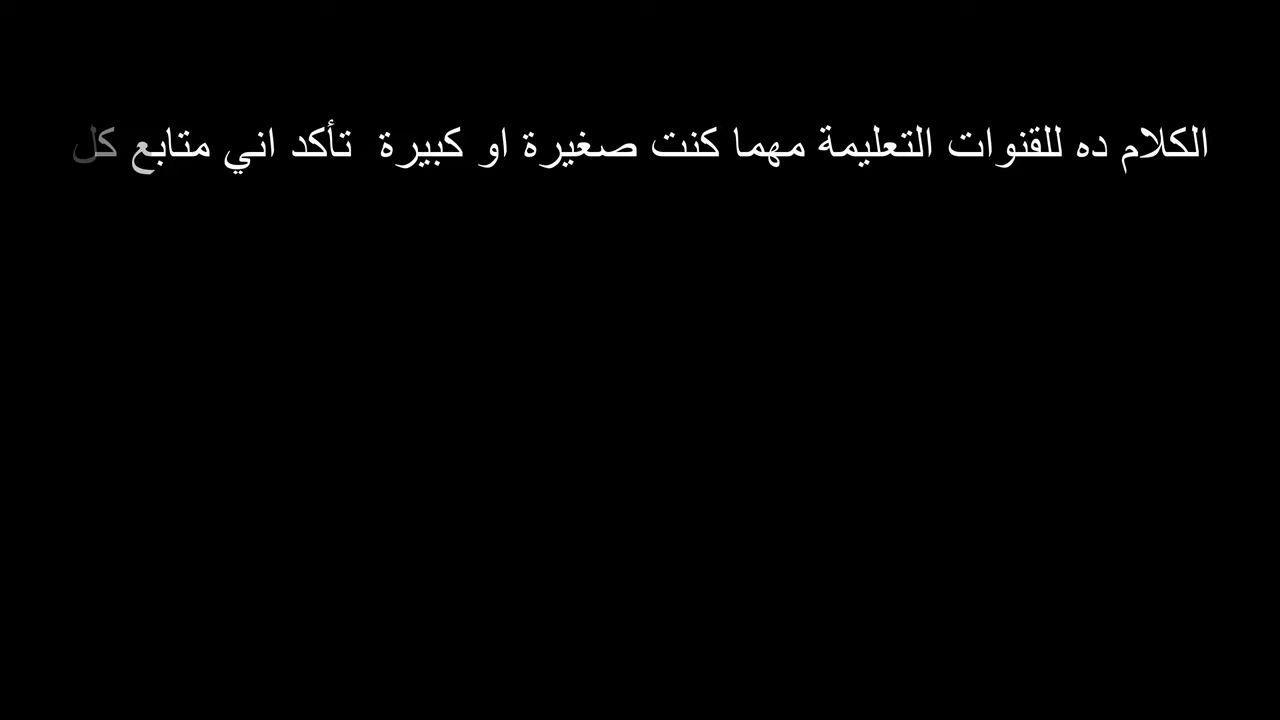 الكلام ده للقنوات التعليمة مهما كنت صغيرة او كبيرة تأكد اني متابع كل